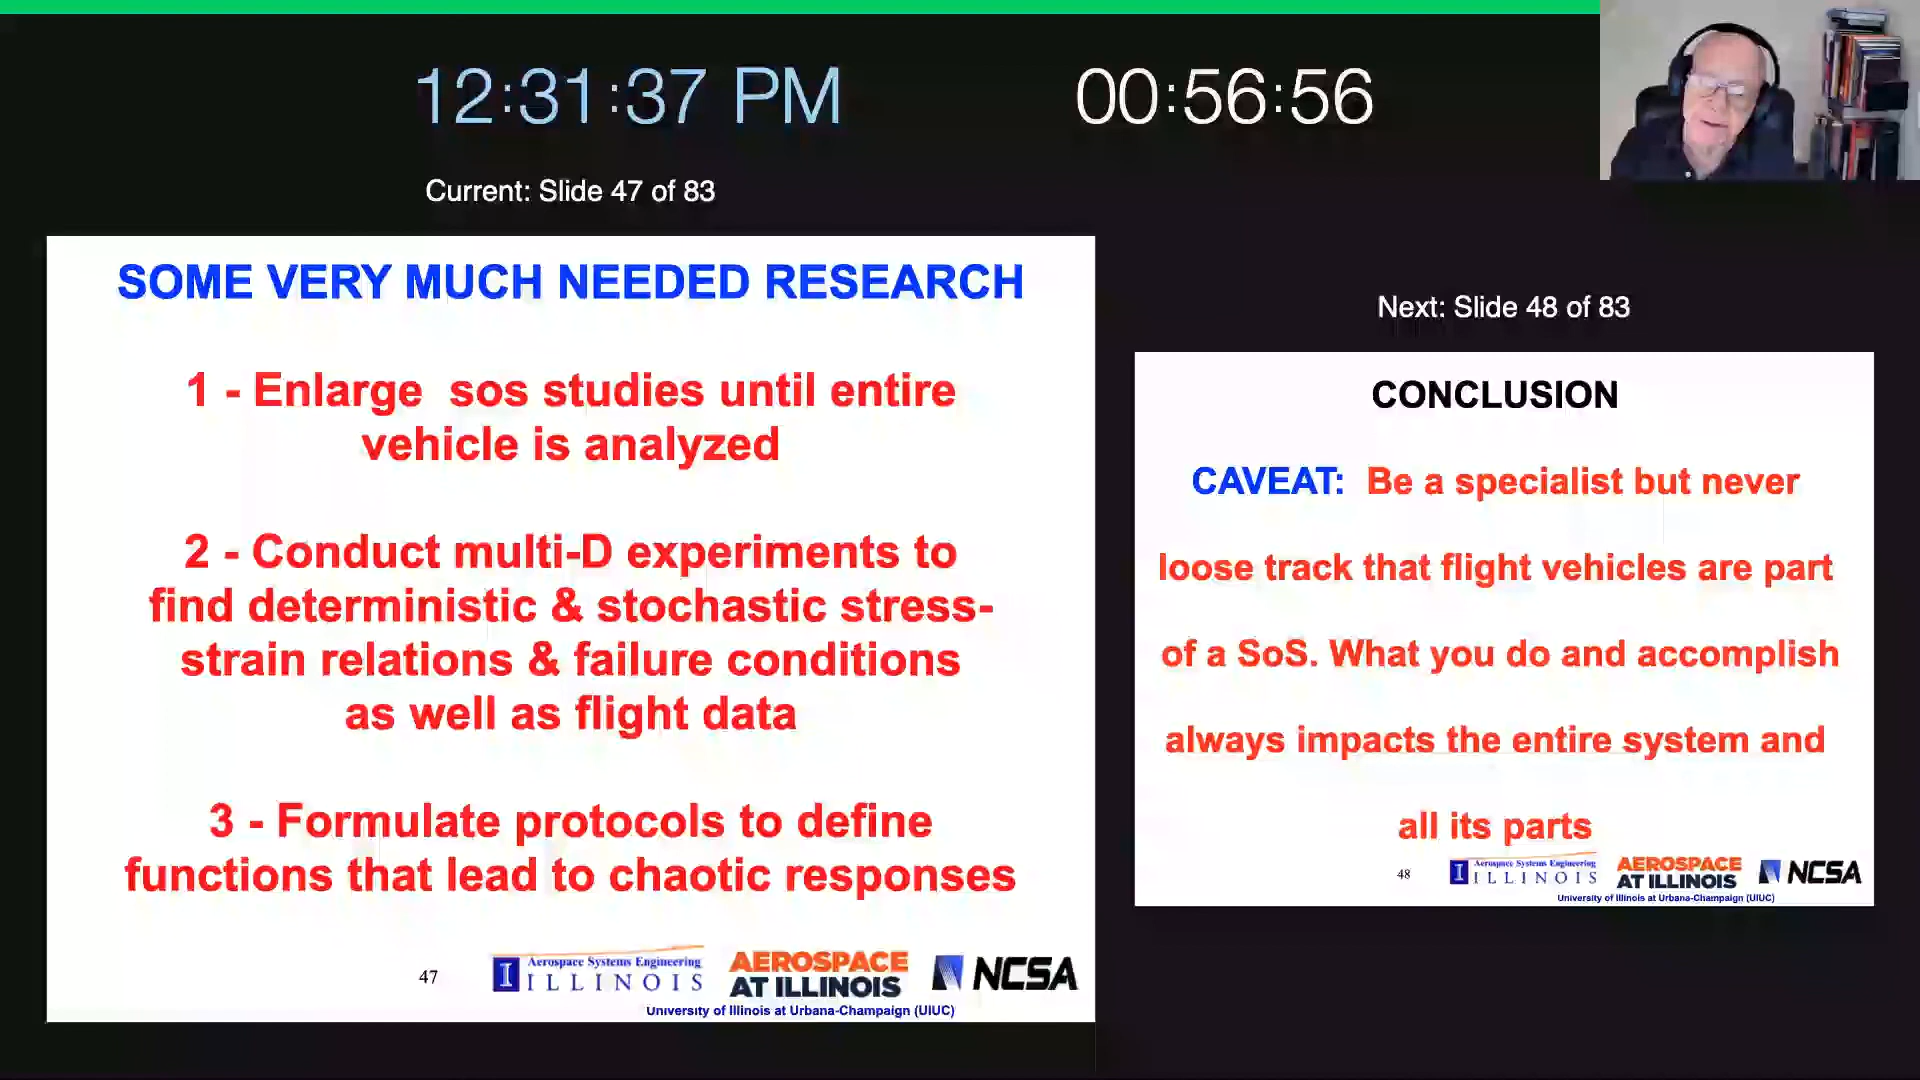 12:31:37 PM
00:56:56
Current: Slide 47 of 83
SOME VERY MUCH NEEDED RESEARCH
1 - Enlarge  sos studies until entire
vehicle is analyzed
2 - Conduct multi-D experiments to
find deterministic & stochastic stress-
strain relations & failure conditions
as well as flight data
3 - Formulate protocols to define
functions that lead to chaotic responses
47
I
Aerospace Systems Engineering
ILLINOIS
AEROSPACE
AT ILLINOIS
NCSA
University of Illinois at Urbana-Champaign (UIUC)
Next: Slide 48 of 83
CONCLUSION
CAVEAT:  Be a specialist but never
loose track that flight vehicles are part
of a SoS. What you do and accomplish
always impacts the entire system and
all its parts
48
I
Aerospace Systems Engineering
ILLINOIS
AEROSPACE
AT ILLINOIS
NCSA
University of Illinois at Urbana-Champaign (UIUC)